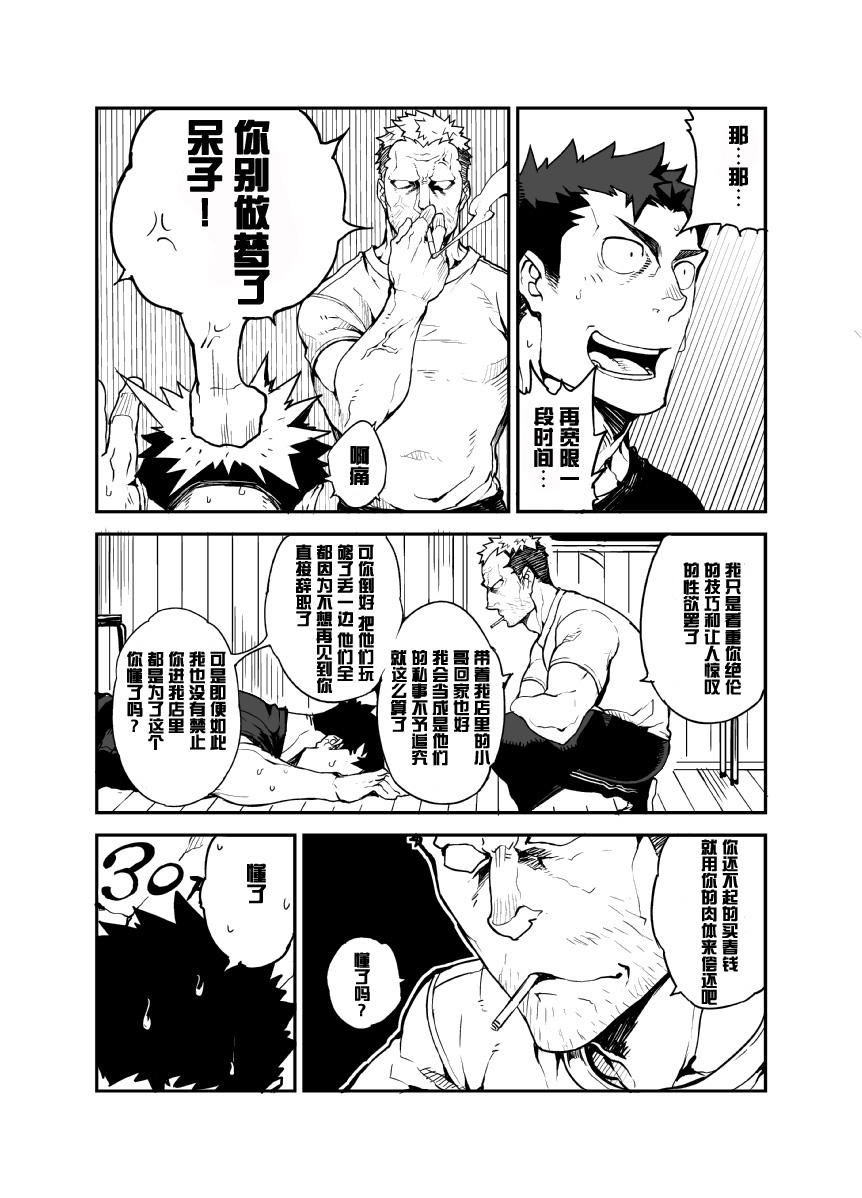 那…那…
再宽限一
段时间…
你别做梦了
呆子！
啊痛
我只是看重你绝伦
的技巧和让人惊叹
的性欲罢了
带着我店里的小
哥回家也好
我会当成是他们
的私事不予追究
就这么算了
可你倒好 把他们玩
够了丢一边 他们全
都因为不想再见到你
直接辞职了
可是即便如此
我也没有禁止
你进我店里
都是为了这个
你懂了吗？
你还不起的买春钱
就用你的肉体来偿还吧
懂了吗？
懂了
30万